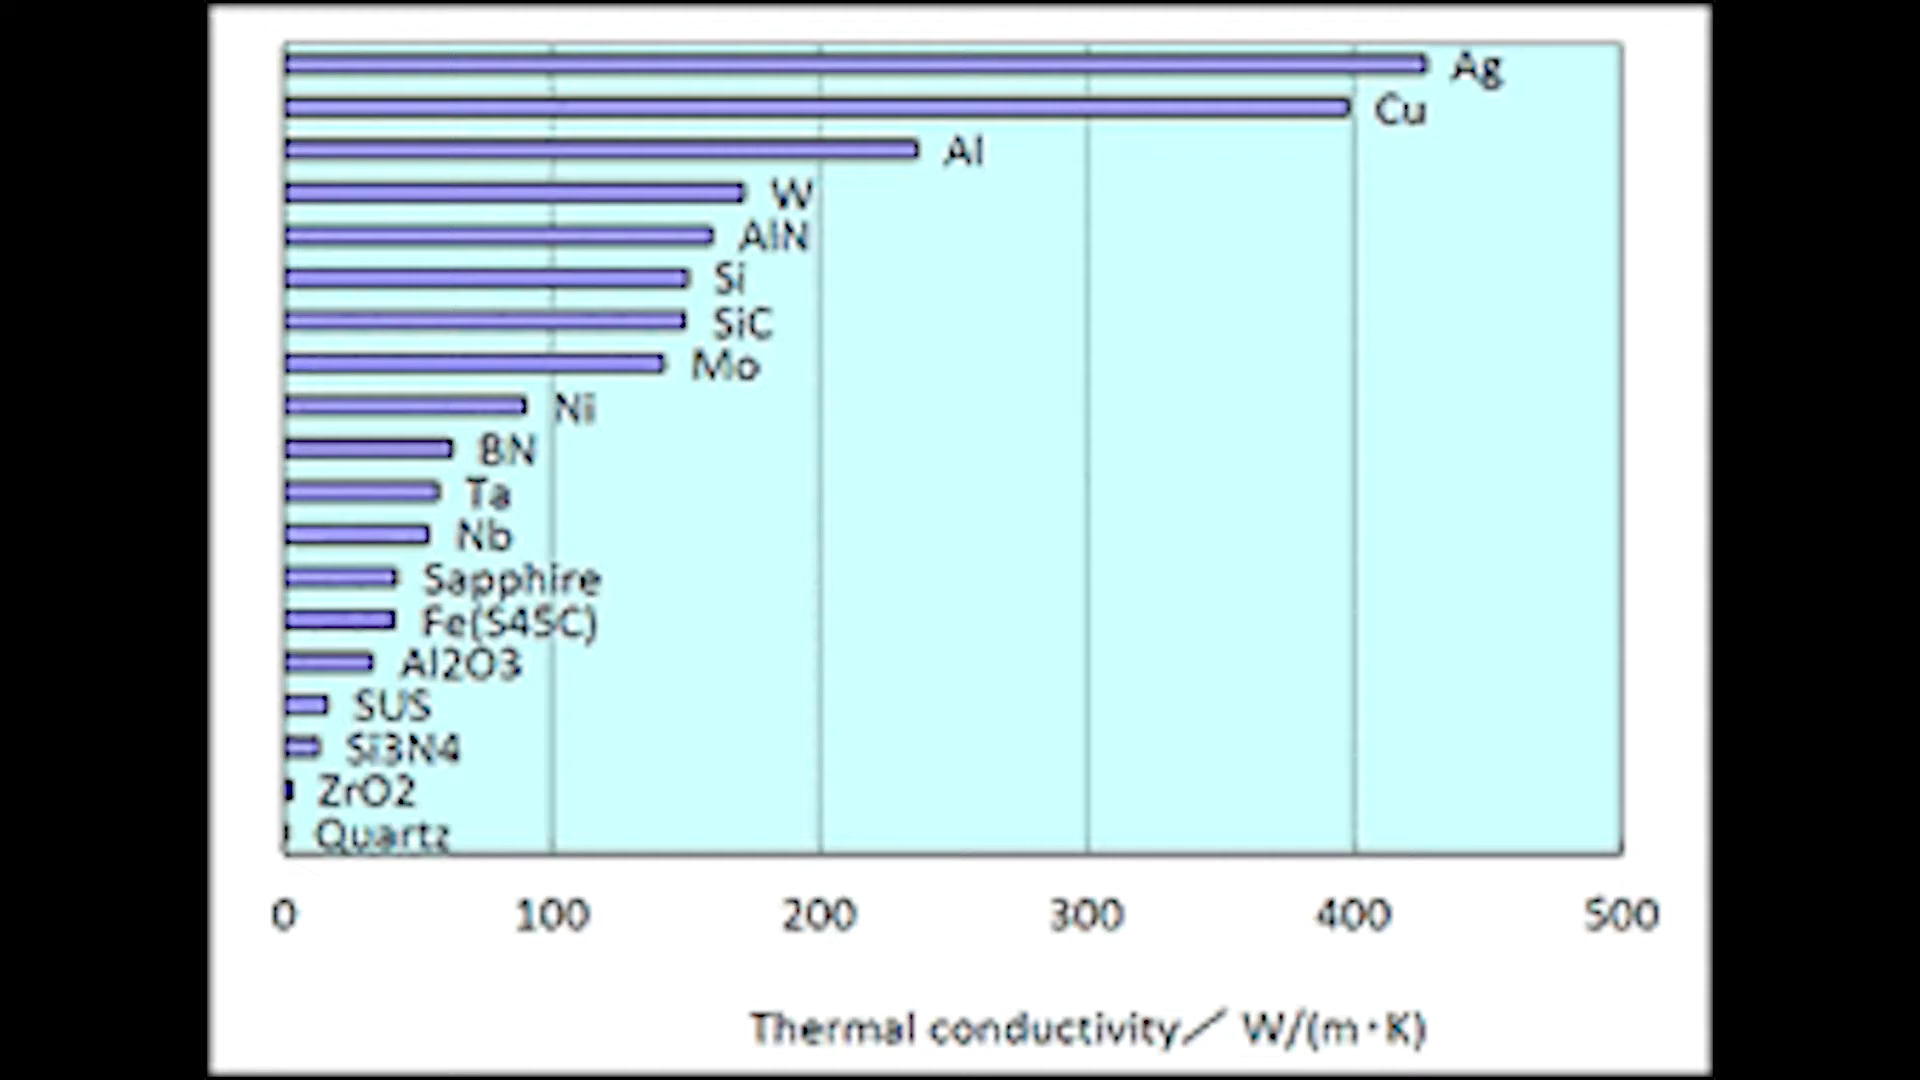 Ag
Cu
Al
W
AlN
Si
SiC
Mo
Ni
BN
Ta
Nb
Sapphire
Fe(S45C)
Al2O3
SUS
Si3N4
ZrO2
Quartz
0 100 200 300 400 500
Thermal conductivity／ W/(m・K)